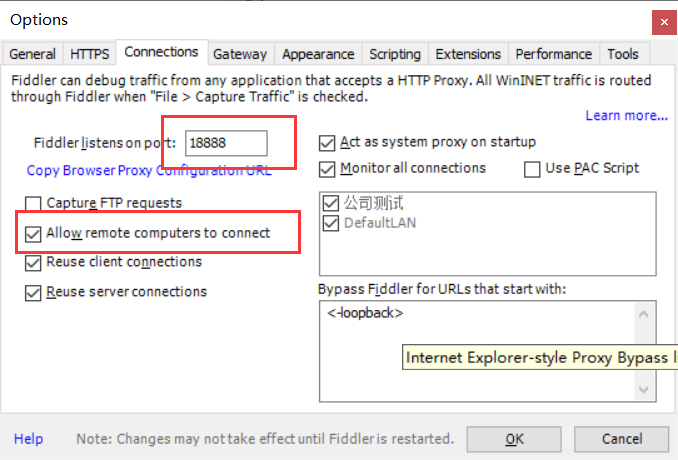 Options
General HTTPS Connections Gateway Appearance Scripting Extensions Performance Tools
Fiddler can debug traffic from any application that accepts a HTTP Proxy. All WinINET traffic is routed
through Fiddler when "File > Capture Traffic" is checked.
Learn more...
Fiddler listens on port: 18888
Copy Browser Proxy Configuration URL
Capture FTP requests
Allow remote computers to connect
Reuse client connections
Reuse server connections
Act as system proxy on startup
Monitor all connections Use PAC Script
公司测试
DefaultLAN
Bypass Fiddler for URLs that start with:
<-loopback>
Internet Explorer-style Proxy Bypass
Help Note: Changes may not take effect until Fiddler is restarted. OK Cancel